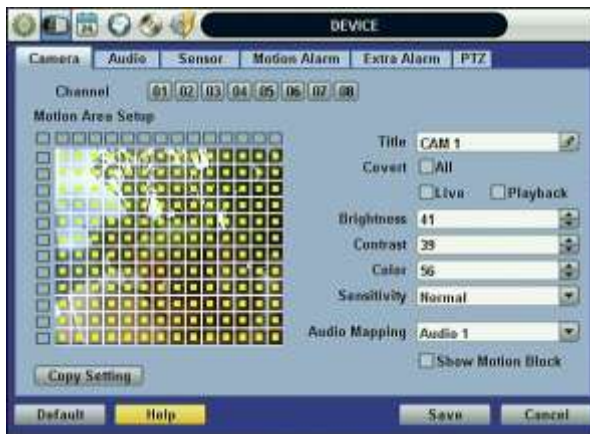 24
DEVICE
Camera Audio Sensor Motion Alarm Extra Alarm PTZ
Channel 01 02 03 04 05 06 07 08
Motion Area Setup
Title CAM 1
Covert All
Live Playback
Brightness 41
Contrast 39
Color 56
Sensitivity Normal
Audio Mapping Audio 1
Show Motion Block
Copy Setting
Default Help Save Cancel